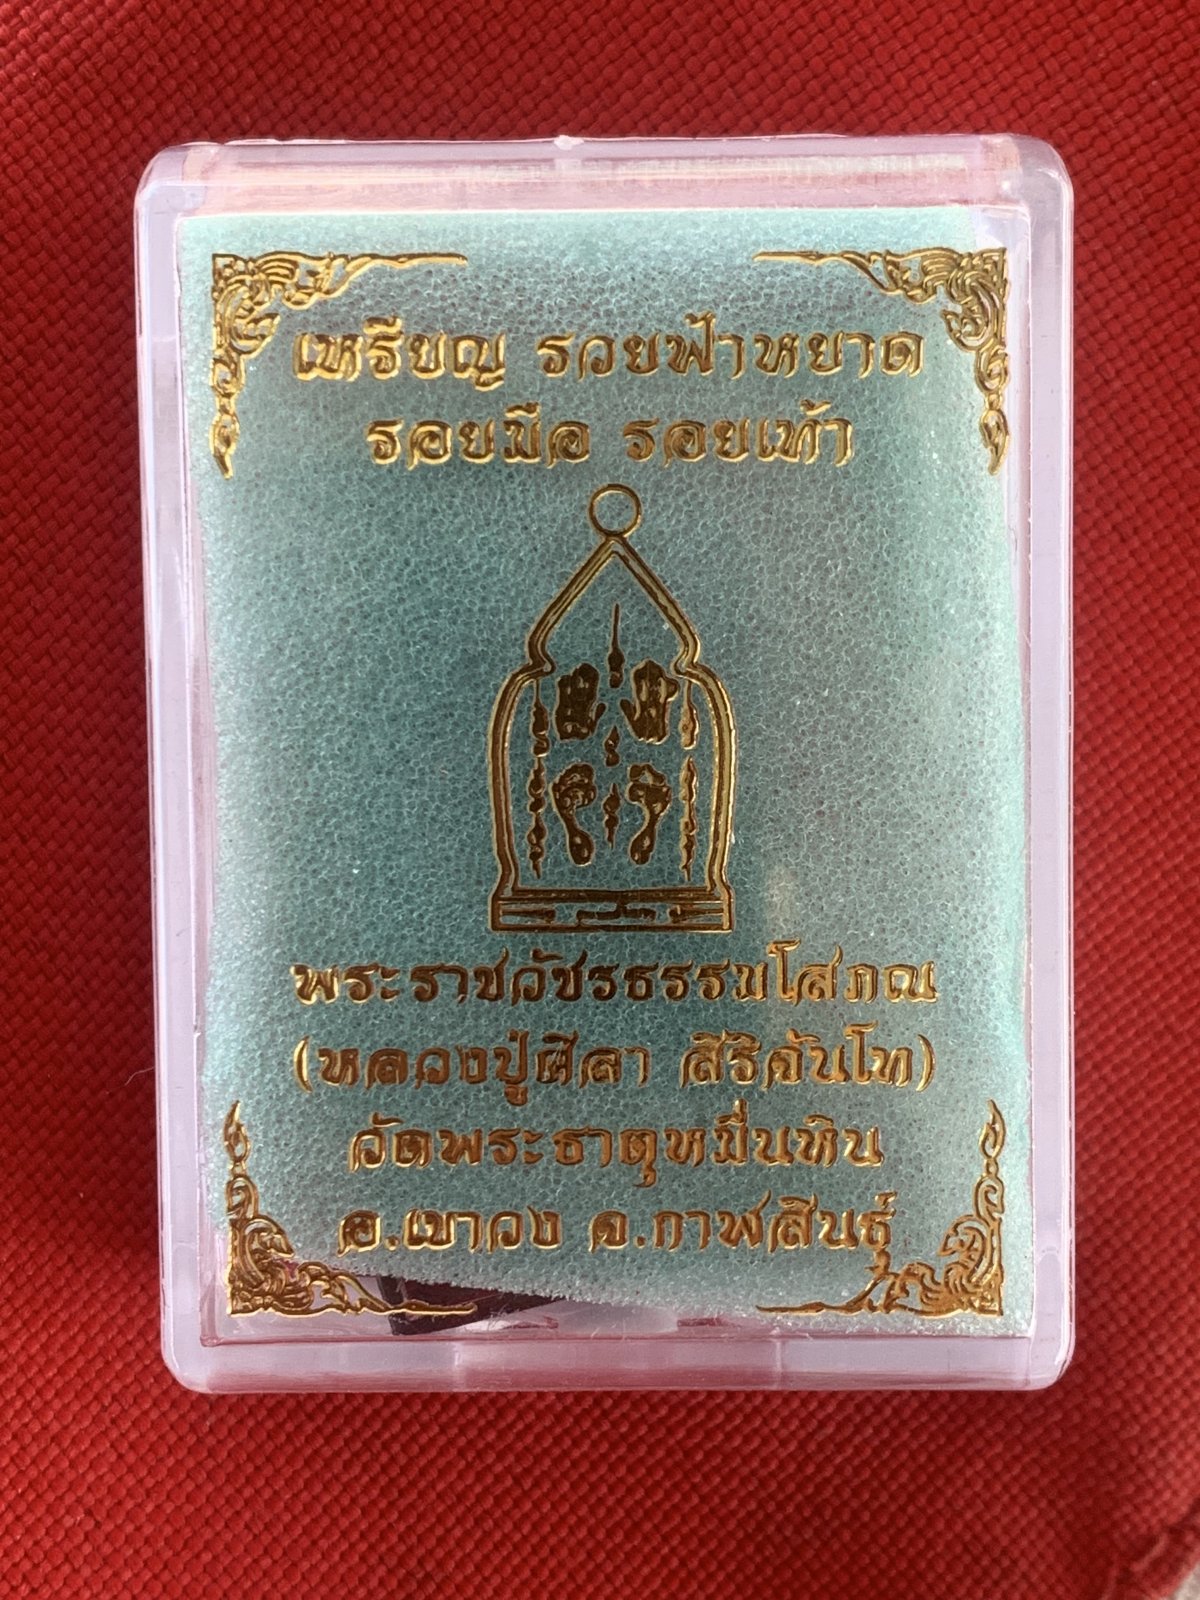 เหรียญ รวยฟ้าหยาด
รอยมือ รอยเท้า
พระราชวัชรธรรมโสภณ
(หลวงปู่ศิลา สิริจันโท)
วัดพระธาตุหมื่นหิน
อ.เขาวง จ.กาฬสินธุ์